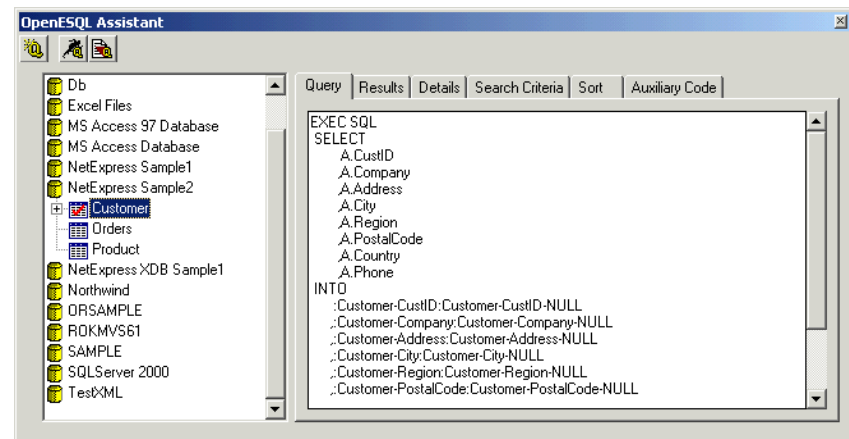 OpenESQL Assistant
Db
Excel Files
MS Access 97 Database
MS Access Database
NetExpress Sample1
NetExpress Sample2
Customer
Orders
Product
NetExpress XDB Sample1
Northwind
ORSAMPLE
ROKMVS61
SAMPLE
SQLServer 2000
TestXML
Query Results Details Search Criteria Sort Auxiliary Code
EXEC SQL
SELECT
A.CustID
,A.Company
,A.Address
,A.City
,A.Region
,A.PostalCode
,A.Country
,A.Phone
INTO
:Customer-CustID:Customer-CustID-NULL
,:Customer-Company:Customer-Company-NULL
,:Customer-Address:Customer-Address-NULL
,:Customer-City:Customer-City-NULL
,:Customer-Region:Customer-Region-NULL
,:Customer-PostalCode:Customer-PostalCode-NULL